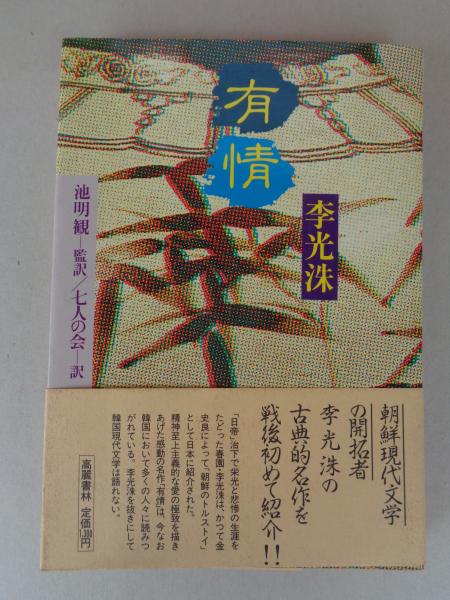 有情
李光洙
池明観―監訳/七人の会―訳
朝鮮現代文学
の開拓者
李光洙の
古典的名作を
戦後初めて紹介!!
「日帝」治下で栄光と悲惨の生涯を
たどった春園・李光洙は、かつて金
史良によって「朝鮮のトルストイ」
として日本に紹介された。
精神至上主義的な愛の極致を描き
あげた感動の名作「有情」は、今なお
韓国において多くの人々に読みつ
がれている。李光洙を抜きにして
韓国現代文学は語れない。
高麗書林 定価1,300円